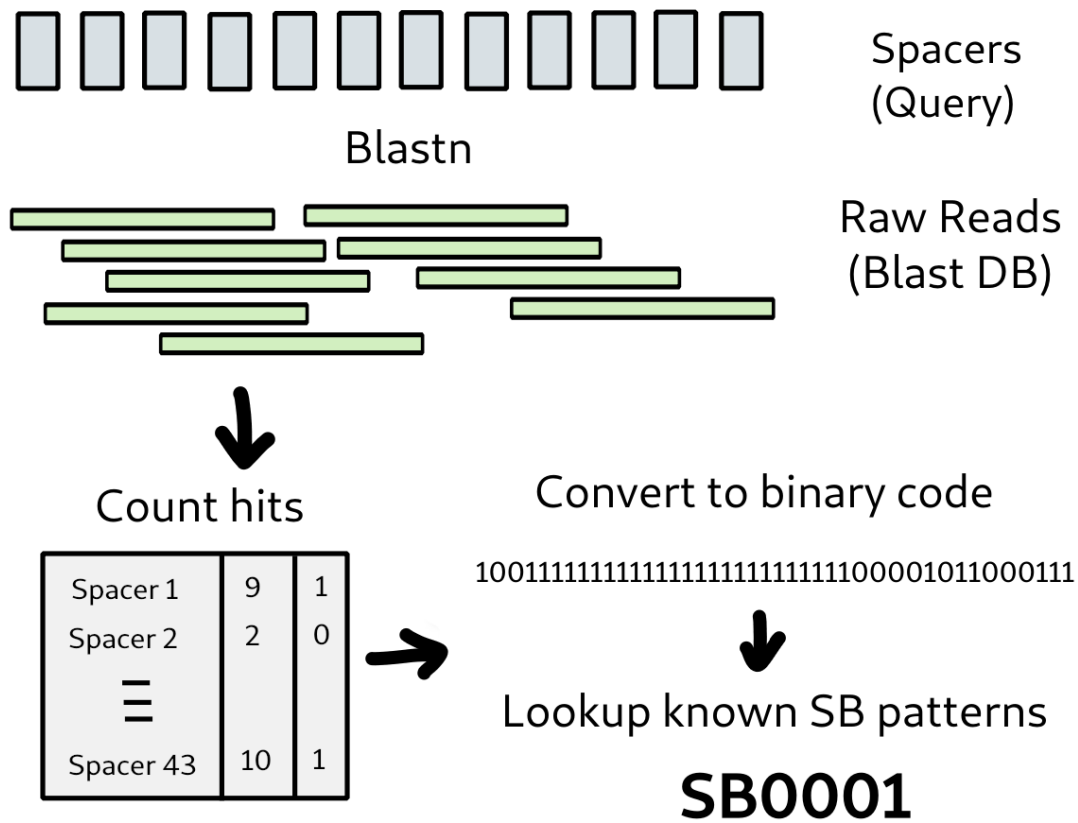 Spacers
(Query)
Blastn
Raw Reads
(Blast DB)
Count hits
Spacer 1 9 1
Spacer 2 2 0
Spacer 43 10 1
Convert to binary code
1001111111111111111111111111100001011000111
Lookup known SB patterns
SB0001